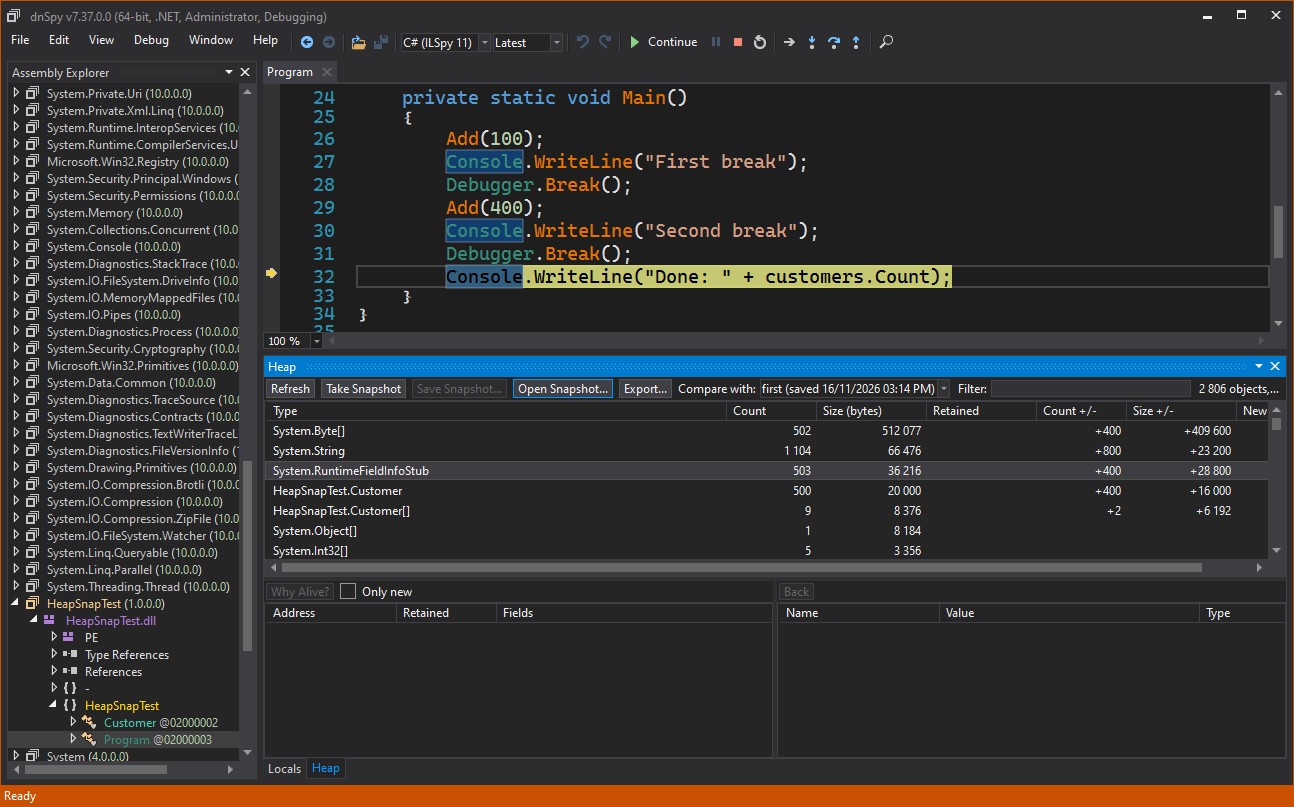 dnSpy v7.37.0.0 (64-bit, .NET, Administrator, Debugging)
File Edit View Debug Window Help C# (ILSpy 11) Latest Continue
Assembly Explorer
System.Private.Uri (10.0.0.0)
System.Private.Xml.Linq (10.0.0.0)
System.Runtime.InteropServices (10.
System.Runtime.CompilerServices.U
Microsoft.Win32.Registry (10.0.0.0)
System.Security.Principal.Windows (
System.Security.Permissions (10.0.0.
System.Memory (10.0.0.0)
System.Collections.Concurrent (10.0
System.Console (10.0.0.0)
System.Diagnostics.StackTrace (10.0
System.IO.FileSystem.DriveInfo (10.0
System.IO.MemoryMappedFiles (10.0
System.IO.Pipes (10.0.0.0)
System.Diagnostics.Process (10.0.0.0
System.Security.Cryptography (10.0.
Microsoft.Win32.Primitives (10.0.0.0)
System.Data.Common (10.0.0.0)
System.Diagnostics.TraceSource (10.0
System.Diagnostics.Contracts (10.0.0
System.Diagnostics.TextWriterTraceL
System.Diagnostics.FileVersionInfo (
System.Drawing.Primitives (10.0.0.0)
System.IO.Compression.Brotli (10.0.0
System.IO.Compression (10.0.0.0)
System.IO.Compression.ZipFile (10.0
System.IO.FileSystem.Watcher (10.0.
System.Linq.Queryable (10.0.0.0)
System.Linq.Parallel (10.0.0.0)
System.Threading.Thread (10.0.0.0)
HeapSnapTest (1.0.0.0)
HeapSnapTest.dll
PE
Type References
References
{ } -
{ } HeapSnapTest
Customer @02000002
Program @02000003
System (4.0.0.0)
Program
24 private static void Main()
25 {
26 Add(100);
27 Console.WriteLine("First break");
28 Debugger.Break();
29 Add(400);
30 Console.WriteLine("Second break");
31 Debugger.Break();
32 Console.WriteLine("Done: " + customers.Count);
33 }
34 }
35
100 %
Heap
Refresh Take Snapshot Save Snapshot... Open Snapshot... Export... Compare with: first (saved 16/11/2026 03:14 PM) Filter: 2 806 objects,...
Type Count Size (bytes) Retained Count +/- Size +/- New
System.Byte[] 502 512 077 +400 +409 600
System.String 1 104 66 476 +800 +23 200
System.RuntimeFieldInfoStub 503 36 216 +400 +28 800
HeapSnapTest.Customer 500 20 000 +400 +16 000
HeapSnapTest.Customer[] 9 8 376 +2 +6 192
System.Object[] 1 8 184
System.Int32[] 5 3 356
Why Alive? Only new
Address Retained Fields
Back
Name Value Type
Locals Heap
Ready